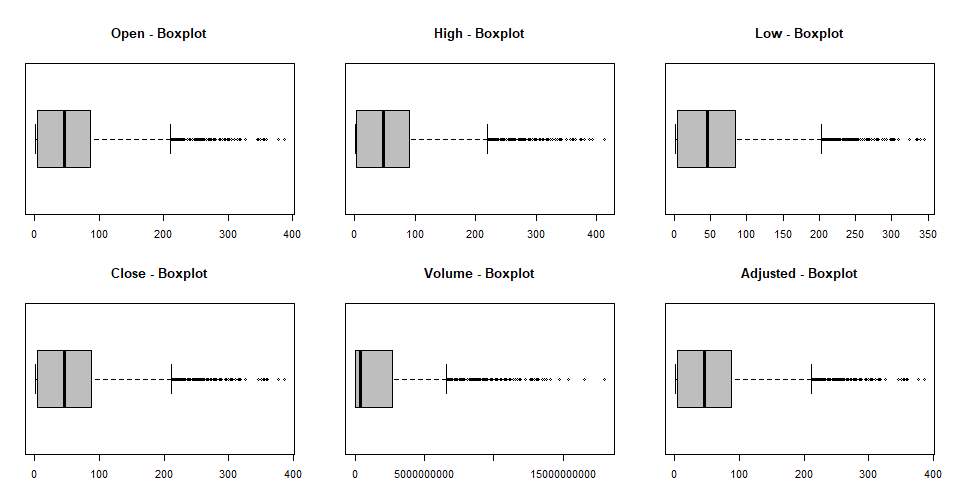 Open - Boxplot
High - Boxplot
Low - Boxplot
0 100 200 300 400
0 100 200 300 400
0 50 100 150 200 250 300 350
Close - Boxplot
Volume - Boxplot
Adjusted - Boxplot
0 100 200 300 400
0 5000000000 15000000000
0 100 200 300 400